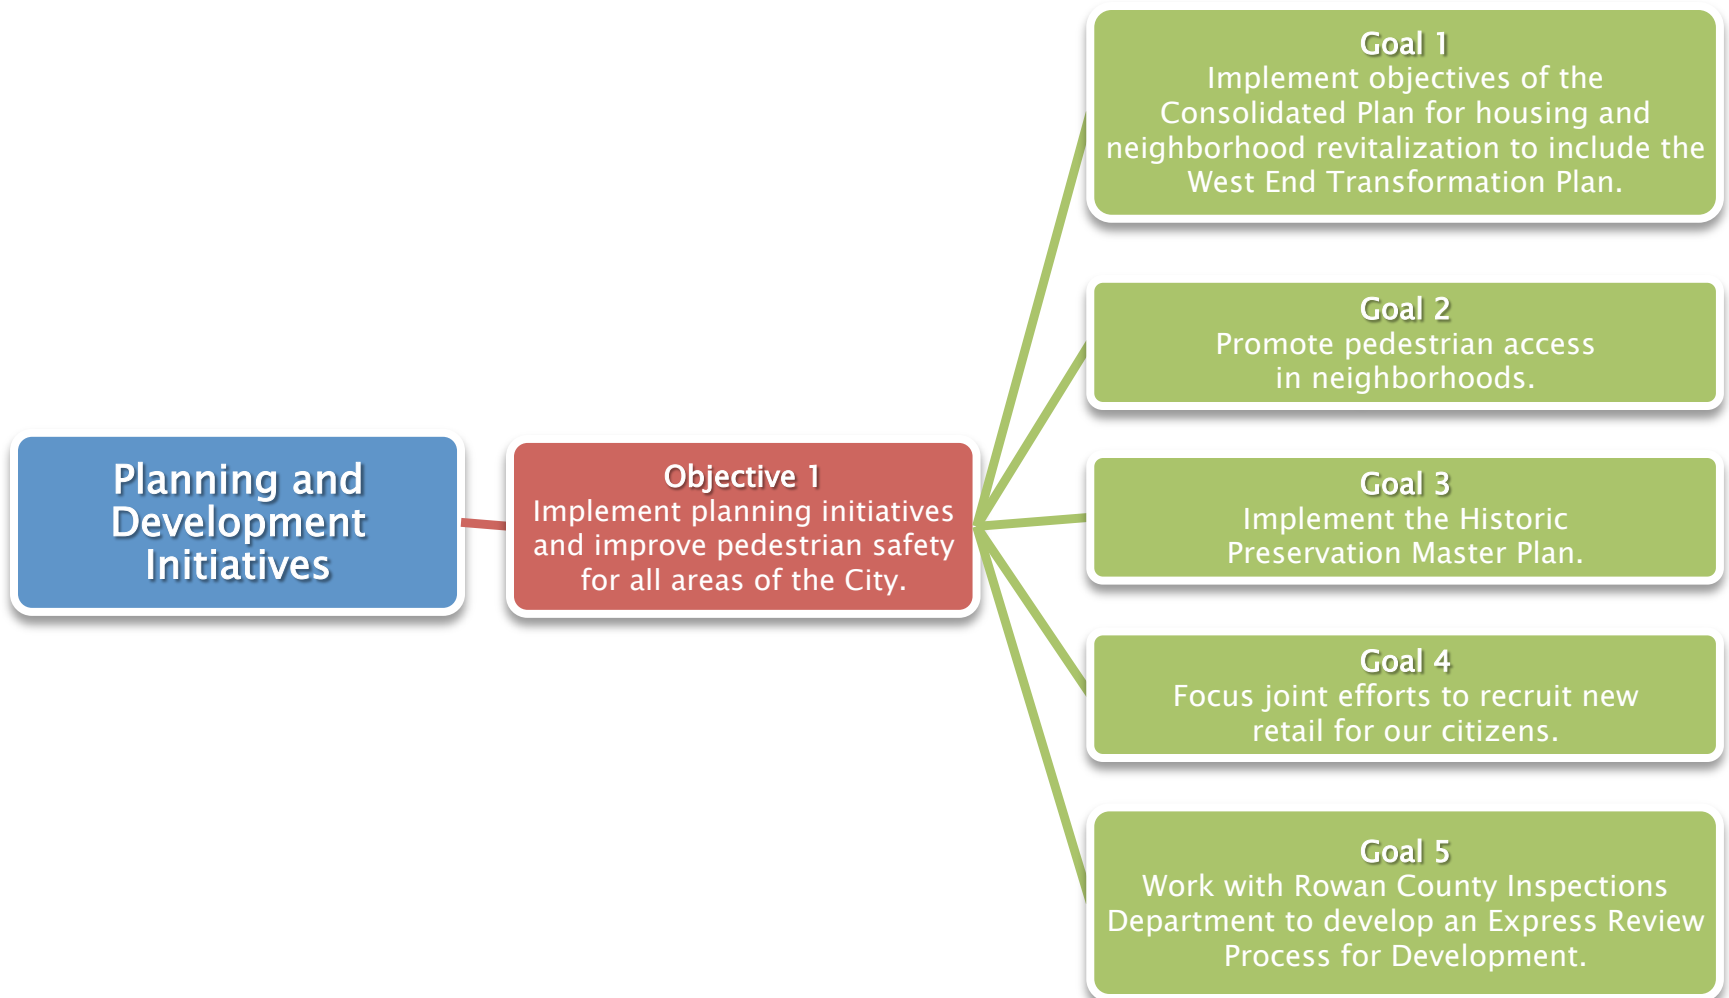 Planning and
Development
Initiatives
Objective 1
Implement planning initiatives
and improve pedestrian safety
for all areas of the City.
Goal 1
Implement objectives of the
Consolidated Plan for housing and
neighborhood revitalization to include the
West End Transformation Plan.
Goal 2
Promote pedestrian access
in neighborhoods.
Goal 3
Implement the Historic
Preservation Master Plan.
Goal 4
Focus joint efforts to recruit new
retail for our citizens.
Goal 5
Work with Rowan County Inspections
Department to develop an Express Review
Process for Development.